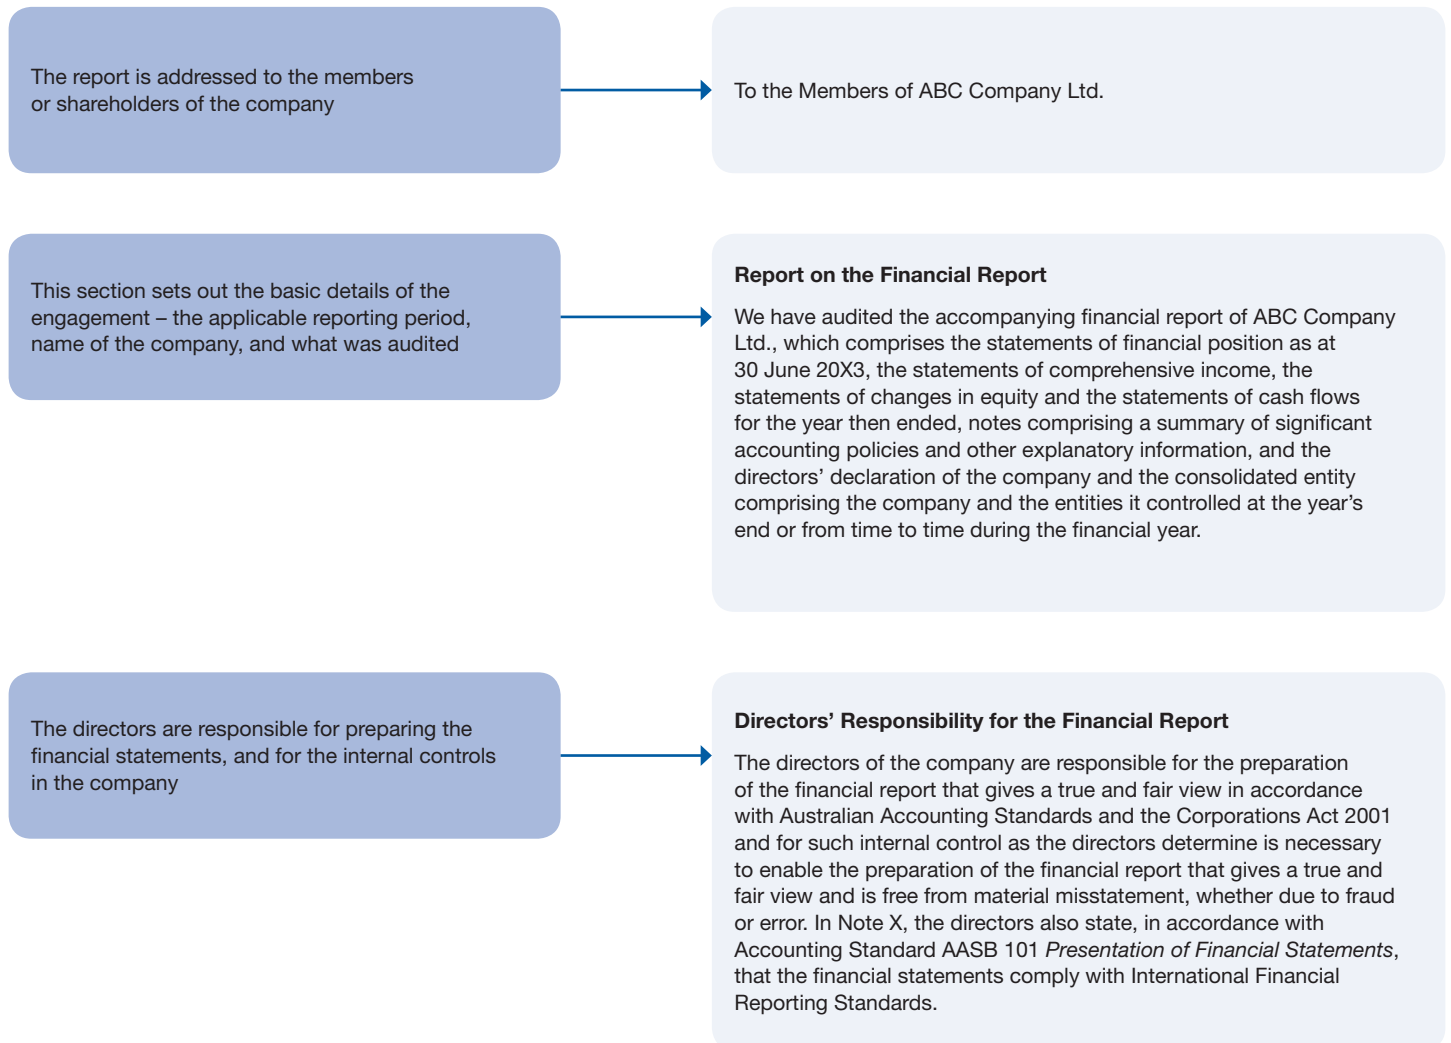 The report is addressed to the members
or shareholders of the company
To the Members of ABC Company Ltd.
This section sets out the basic details of the
engagement – the applicable reporting period,
name of the company, and what was audited
Report on the Financial Report
We have audited the accompanying financial report of ABC Company
Ltd., which comprises the statements of financial position as at
30 June 20X3, the statements of comprehensive income, the
statements of changes in equity and the statements of cash flows
for the year then ended, notes comprising a summary of significant
accounting policies and other explanatory information, and the
directors’ declaration of the company and the consolidated entity
comprising the company and the entities it controlled at the year’s
end or from time to time during the financial year.
The directors are responsible for preparing the
financial statements, and for the internal controls
in the company
Directors’ Responsibility for the Financial Report
The directors of the company are responsible for the preparation
of the financial report that gives a true and fair view in accordance
with Australian Accounting Standards and the Corporations Act 2001
and for such internal control as the directors determine is necessary
to enable the preparation of the financial report that gives a true and
fair view and is free from material misstatement, whether due to fraud
or error. In Note X, the directors also state, in accordance with
Accounting Standard AASB 101 Presentation of Financial Statements,
that the financial statements comply with International Financial
Reporting Standards.